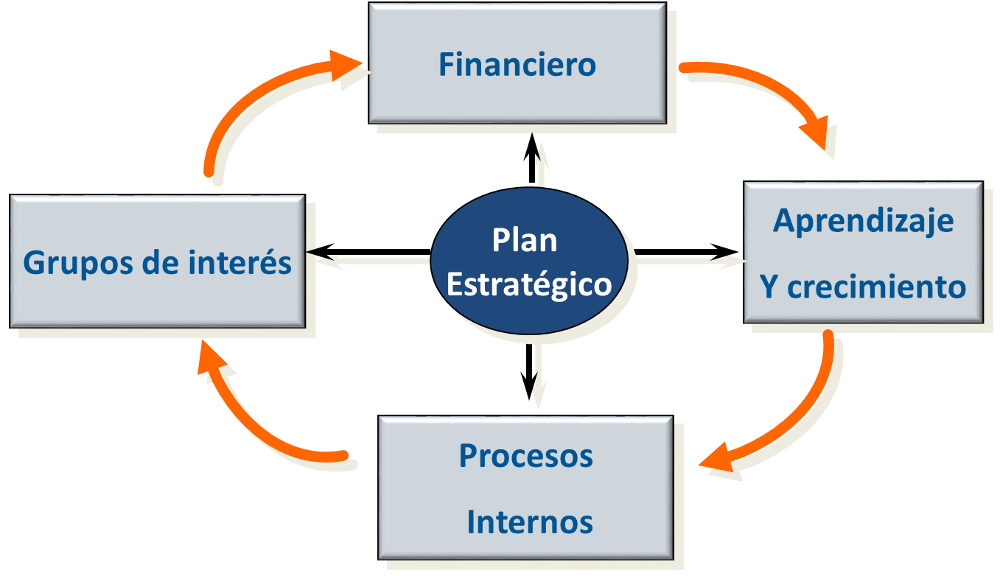 Financiero
Grupos de interés
Plan
Estratégico
Aprendizaje
Y crecimiento
Procesos
Internos